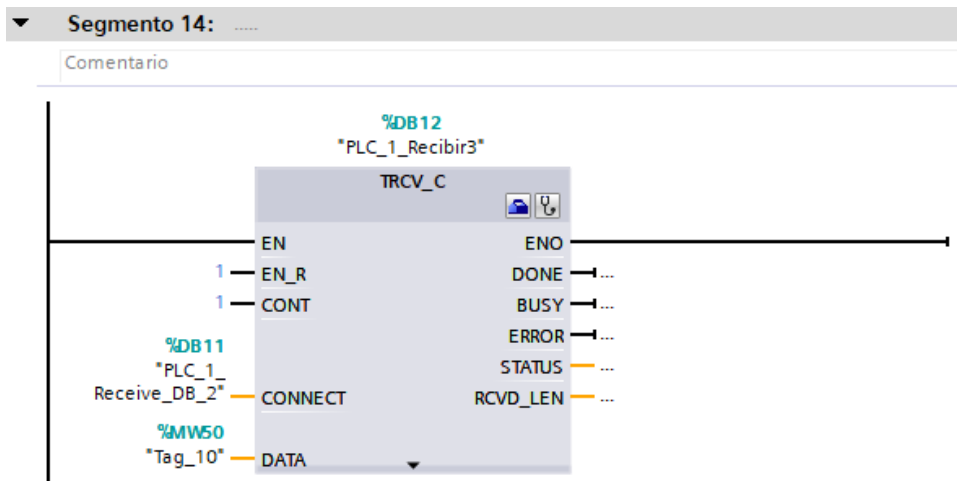 Segmento 14: .....
Comentario
%DB12
"PLC_1_Recibir3"
TRCV_C
EN ENO
1 EN_R DONE ...
1 CONT BUSY ...
ERROR ...
%DB11
"PLC_1_
Receive_DB_2" CONNECT
STATUS ...
RCVD_LEN ...
%MW50
"Tag_10" DATA